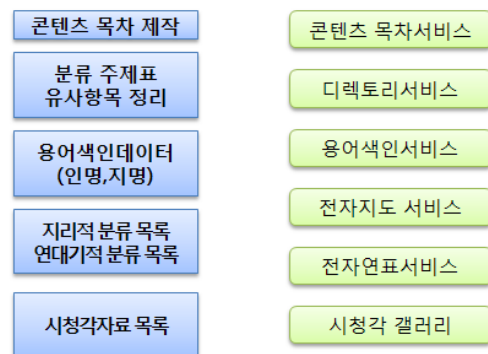 콘텐츠 목차 제작
분류 주제표
유사항목 정리
용어색인데이터
(인명,지명)
지리적 분류 목록
연대기적 분류 목록
시청각자료 목록
콘텐츠 목차서비스
디렉토리서비스
용어색인서비스
전자지도 서비스
전자연표서비스
시청각 갤러리